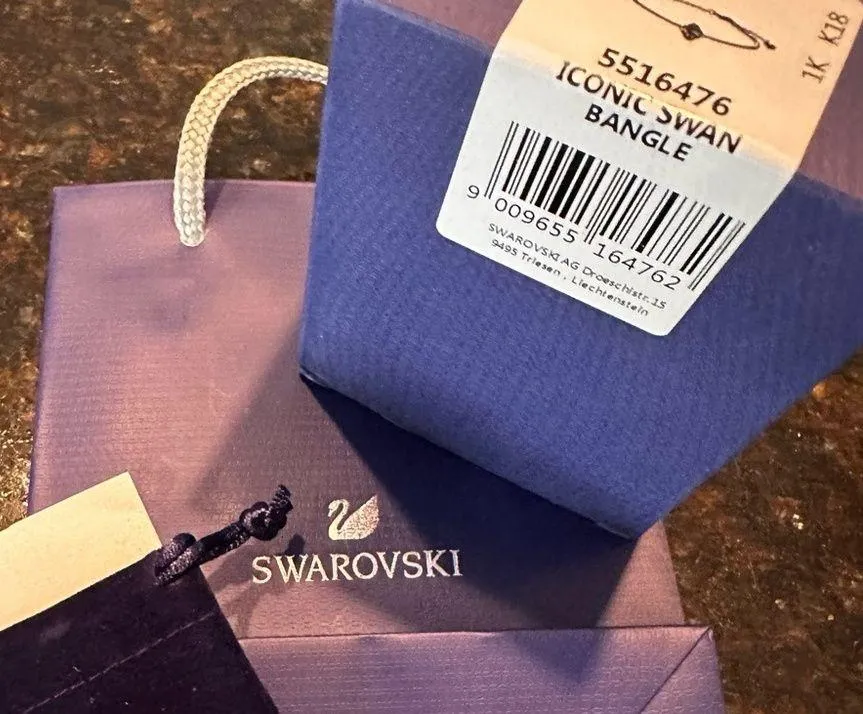 1K K18
5516476
ICONIC SWAN
BANGLE
9 009655 164762
SWAROVSKI AG Droeschistr. 15
9495 Triesen , Liechtenstein
SWAROVSKI